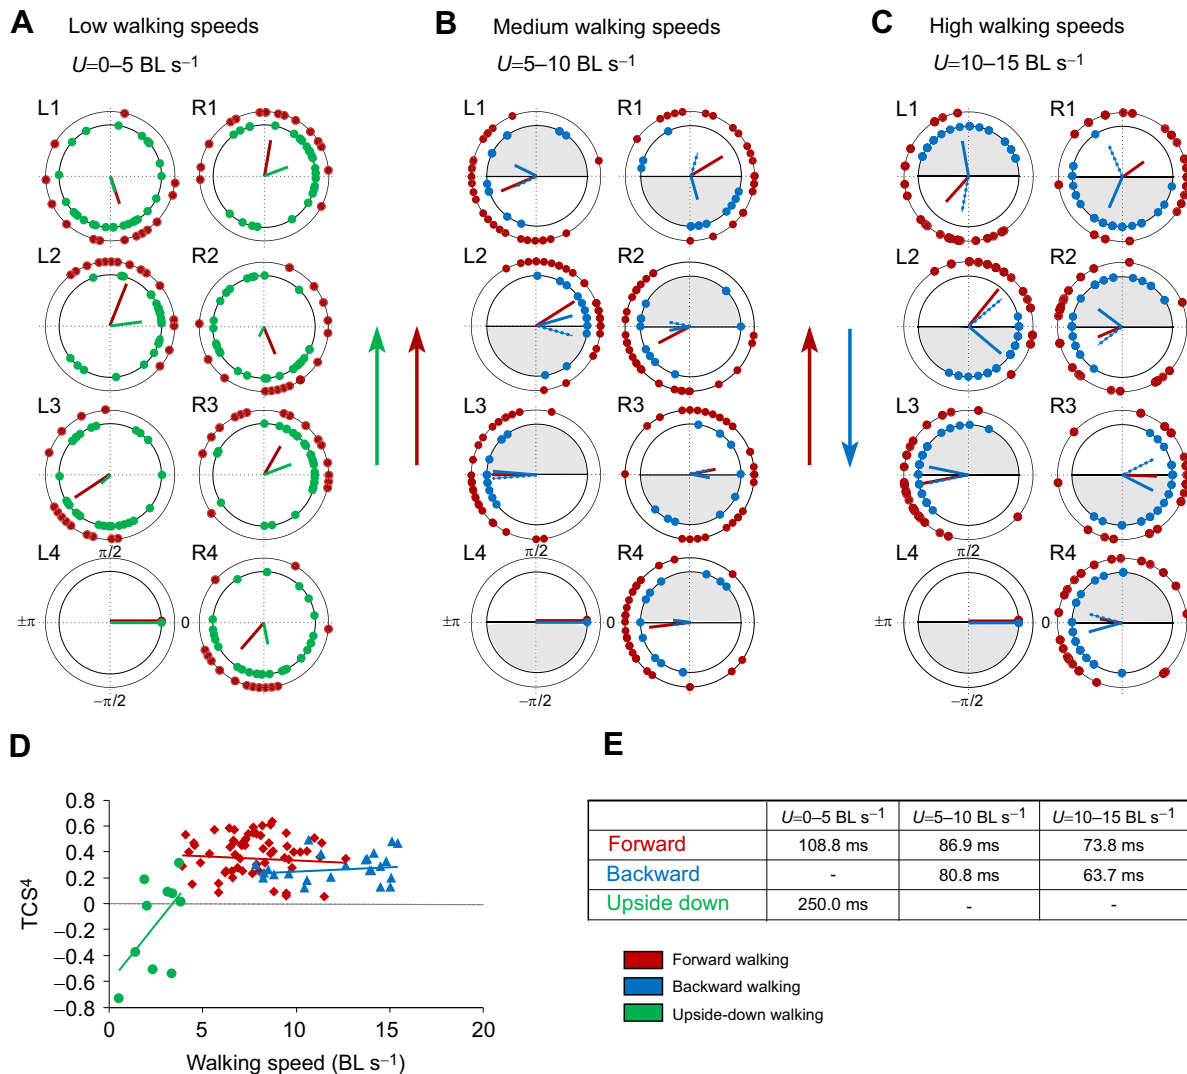 A Low walking speeds
U=0–5 BL s−1
B Medium walking speeds
U=5–10 BL s−1
C High walking speeds
U=10–15 BL s−1
L1 R1
L2 R2
L3 R3
L4 R4
π/2
±π 0
−π/2
L1 R1
L2 R2
L3 R3
L4 R4
π/2
±π 0
−π/2
L1 R1
L2 R2
L3 R3
L4 R4
π/2
±π 0
−π/2
D
TCS4
0.8
0.6
0.4
0.2
0
−0.2
−0.4
−0.6
−0.8
0 5 10 15 20
Walking speed (BL s−1)
E
U=0–5 BL s−1 U=5–10 BL s−1 U=10–15 BL s−1
Forward 108.8 ms 86.9 ms 73.8 ms
Backward - 80.8 ms 63.7 ms
Upside down 250.0 ms - -
Forward walking
Backward walking
Upside-down walking